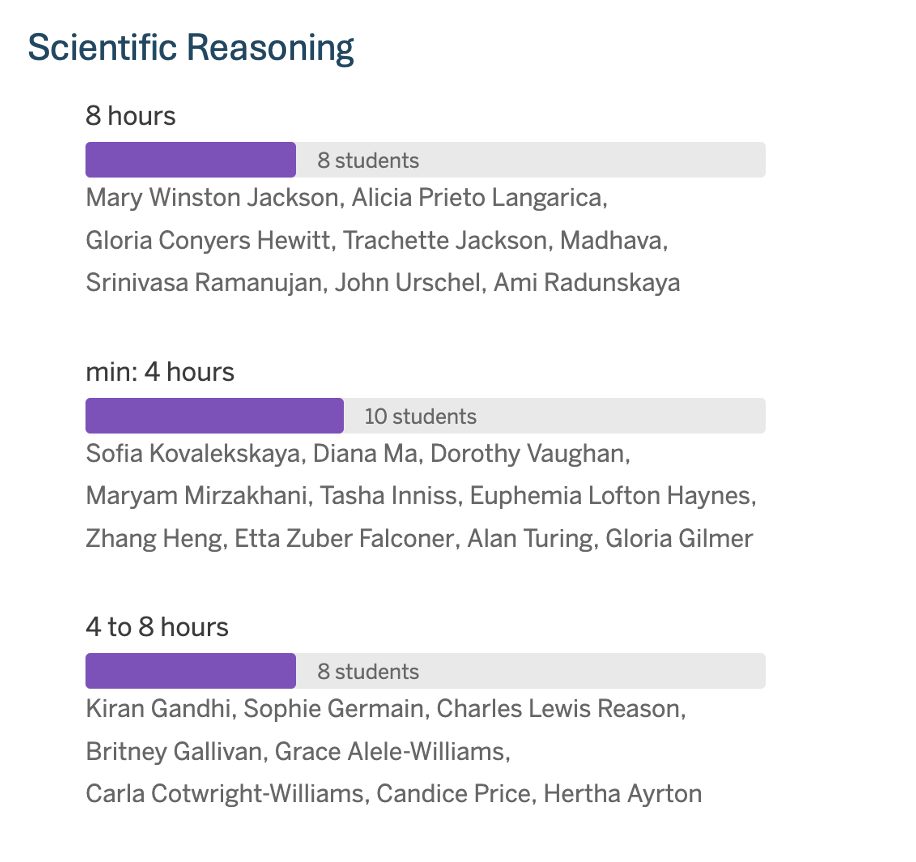 Scientific Reasoning
8 hours
8 students
Mary Winston Jackson, Alicia Prieto Langarica,
Gloria Conyers Hewitt, Trachette Jackson, Madhava,
Srinivasa Ramanujan, John Urschel, Ami Radunskaya
min: 4 hours
10 students
Sofia Kovalekskaya, Diana Ma, Dorothy Vaughan,
Maryam Mirzakhani, Tasha Inniss, Euphemia Lofton Haynes,
Zhang Heng, Etta Zuber Falconer, Alan Turing, Gloria Gilmer
4 to 8 hours
8 students
Kiran Gandhi, Sophie Germain, Charles Lewis Reason,
Britney Gallivan, Grace Alele-Williams,
Carla Cotwright-Williams, Candice Price, Hertha Ayrton